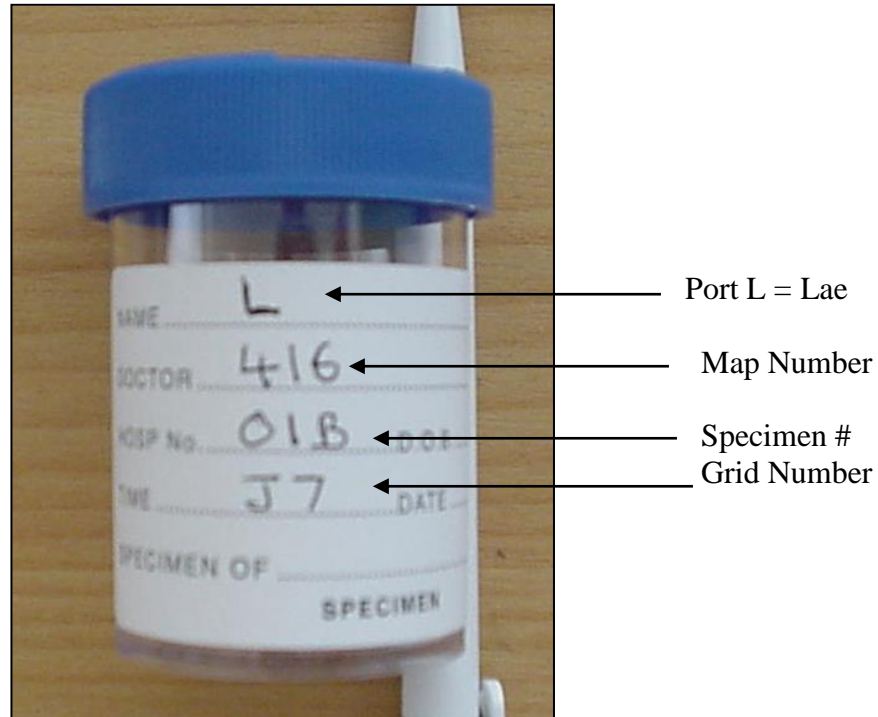 NAME L
Port L = Lae
DOCTOR 416
Map Number
HOSP No. 01B D O B
Specimen #
TIME J7 DATE
Grid Number
SPECIMEN OF
SPECIMEN